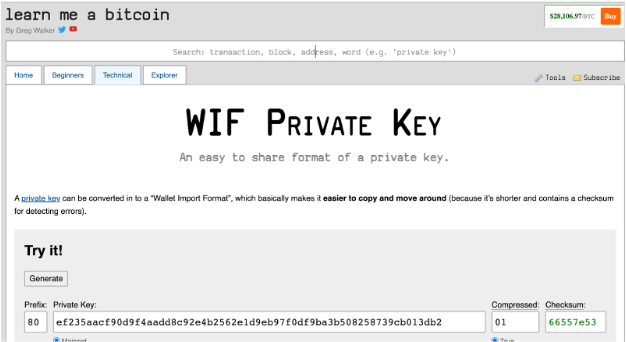 learn me a bitcoin
$28,106.97/BTC Buy
By Greg Walker
Search: transaction, block, address, word (e.g. 'private key')
Home Beginners Technical Explorer Tools Subscribe
WIF Private Key
An easy to share format of a private key.
A private key can be converted in to a "Wallet Import Format", which basically makes it easier to copy and move around (because it's shorter and contains a checksum
for detecting errors).
Try it!
Generate
Prefix: Private Key: Compressed: Checksum:
80 ef235aacf90d9f4aadd8c92e4b2562e1d9eb97f0df9ba3b508258739cb013db2 01 66557e53
Mainnet True